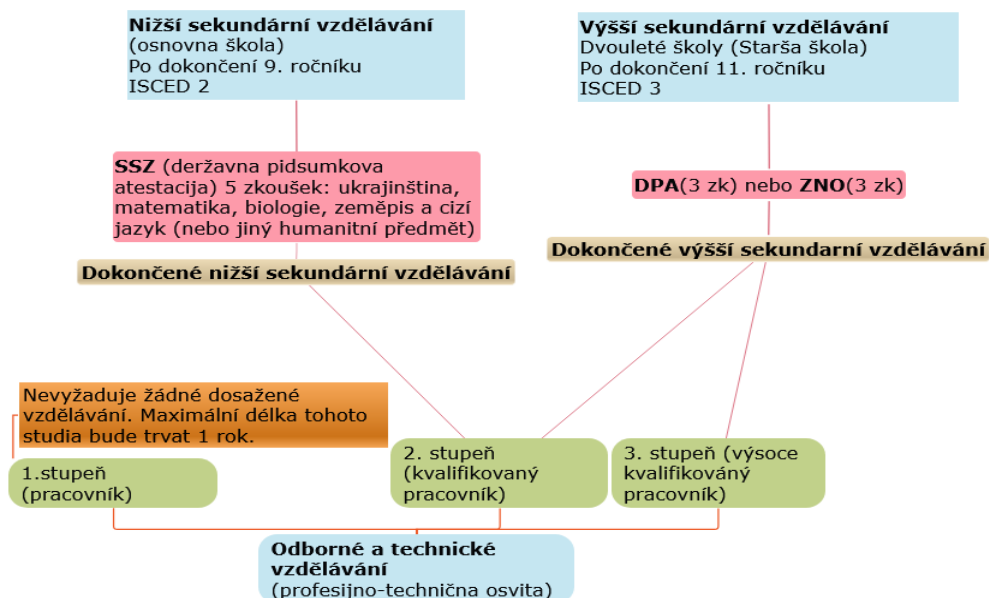 Nižší sekundární vzdělávání
(osnovna škola)
Po dokončení 9. ročníku
ISCED 2
Výšší sekundární vzdělávání
Dvouleté školy (Starša škola)
Po dokončení 11. ročníku
ISCED 3
SSZ (deržavna pidsumkova
atestacija) 5 zkoušek: ukrajinština,
matematika, biologie, zeměpis a cizí
jazyk (nebo jiný humanitní předmět)
DPA(3 zk) nebo ZNO(3 zk)
Dokončené nižší sekundární vzdělávání
Dokončené výšší sekundarní vzdělávání
Nevyžaduje žádné dosažené
vzdělávání. Maximální délka tohoto
studia bude trvat 1 rok.
1.stupeň
(pracovník)
2. stupeň
(kvalifikovaný
pracovník)
3. stupeň (výsoce
kvalifikováný
pracovník)
Odborné a technické
vzdělávání
(profesijno-technična osvita)